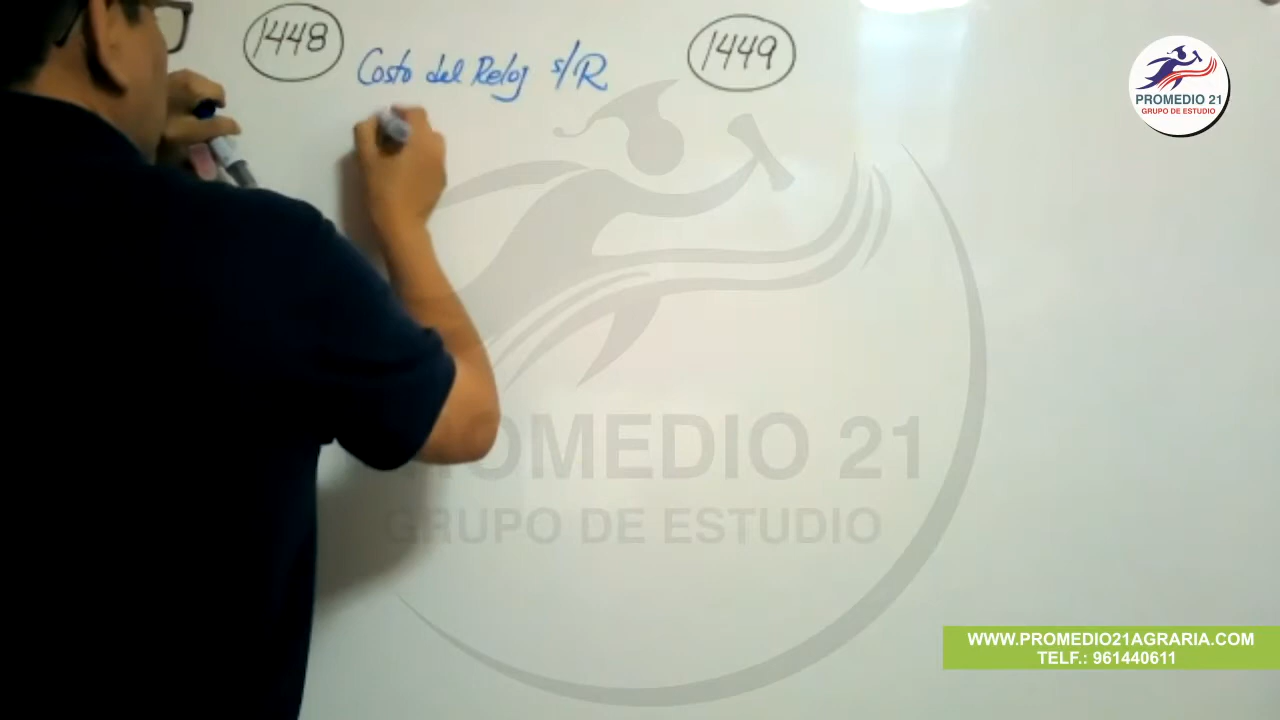 1448
Costo del Reloj s/R
1449
PROMEDIO 21
GRUPO DE ESTUDIO
OMEDIO 21
GRUPO DE ESTUDIO
WWW.PROMEDIO21AGRARIA.COM
TELF.: 961440611